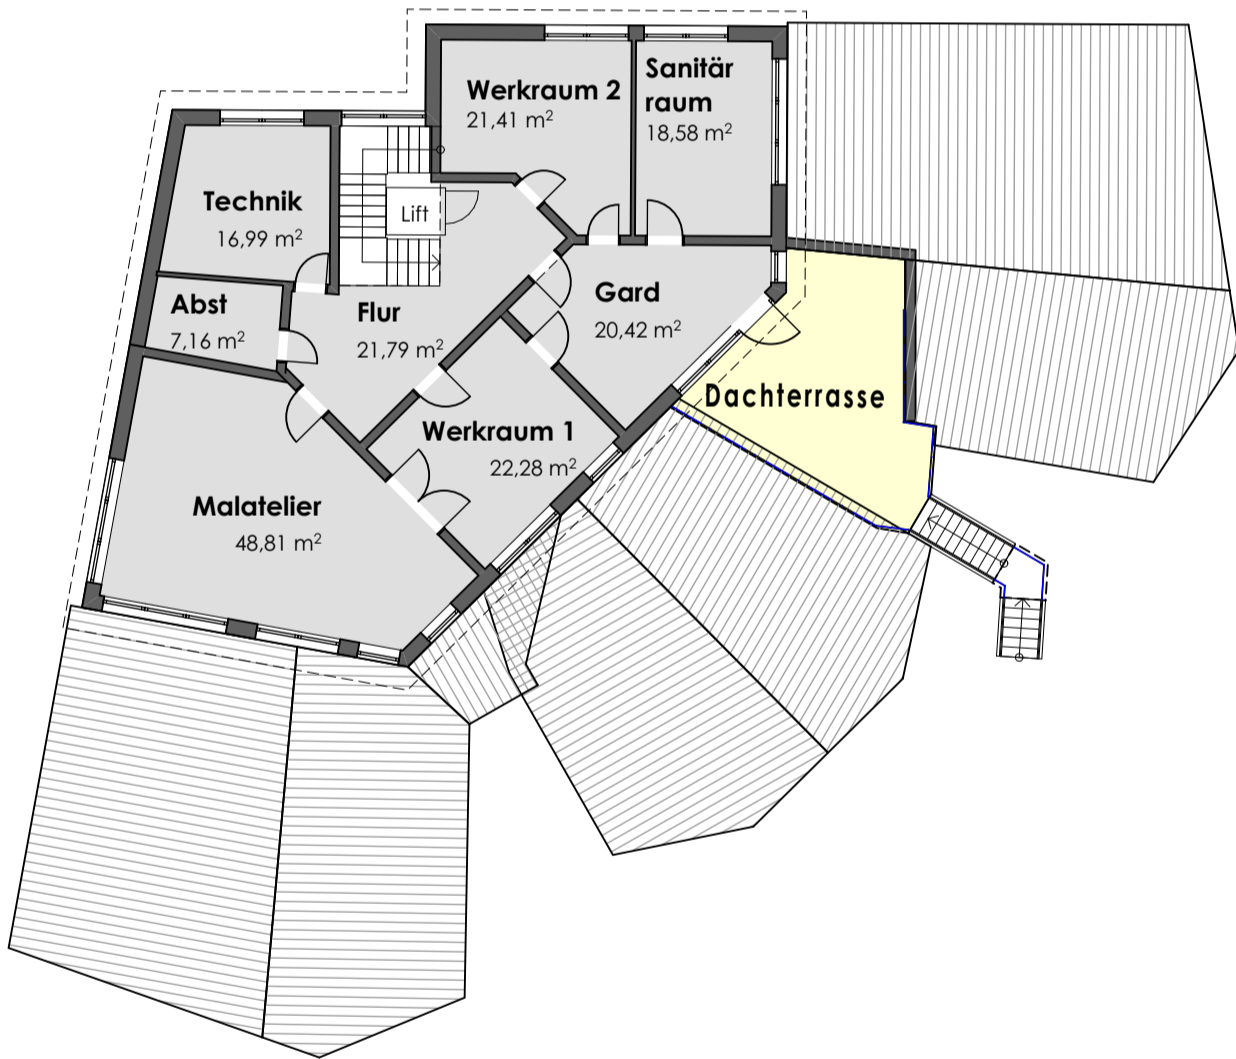 Werkraum 2
21,41 m²
Sanitär
raum
18,58 m²
Technik
16,99 m²
Lift
Abst
7,16 m²
Flur
21,79 m²
Gard
20,42 m²
Dachterrasse
Werkraum 1
22,28 m²
Malatelier
48,81 m²